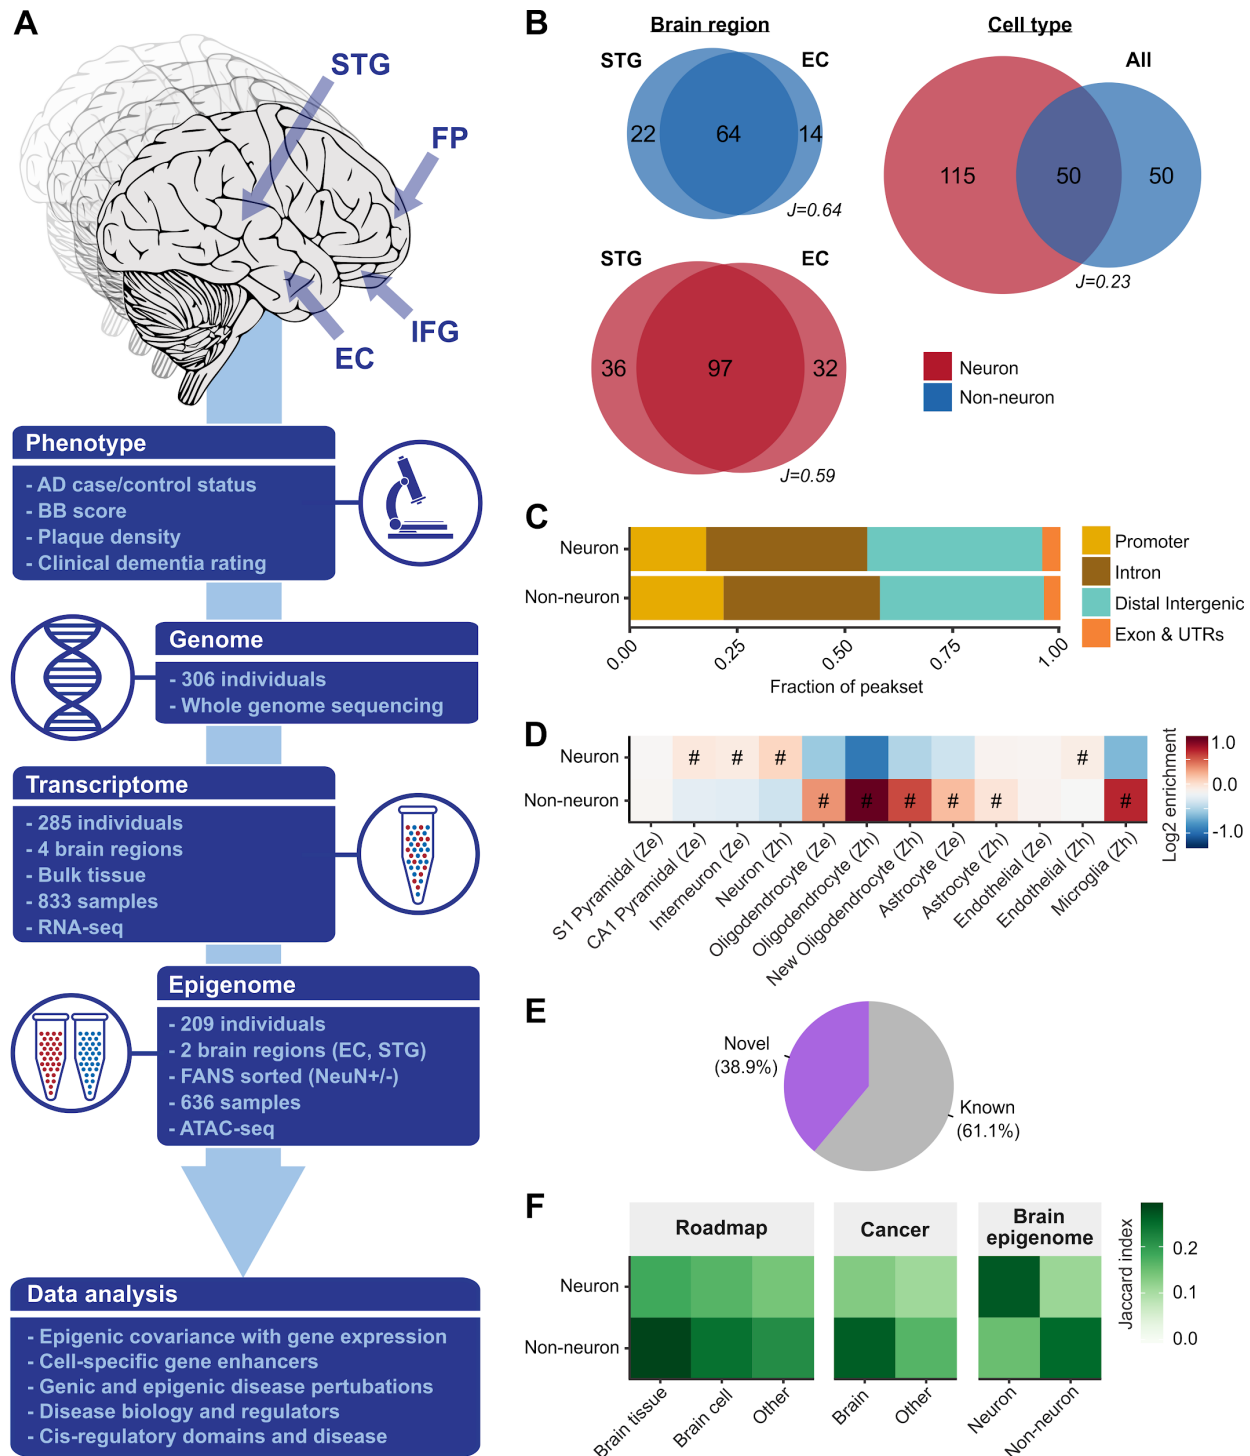 A
STG
FP
IFG
EC
Phenotype
- AD case/control status
- BB score
- Plaque density
- Clinical dementia rating
Genome
- 306 individuals
- Whole genome sequencing
Transcriptome
- 285 individuals
- 4 brain regions
- Bulk tissue
- 833 samples
- RNA-seq
Epigenome
- 209 individuals
- 2 brain regions (EC, STG)
- FANS sorted (NeuN+/-)
- 636 samples
- ATAC-seq
Data analysis
- Epigenic covariance with gene expression
- Cell-specific gene enhancers
- Genic and epigenic disease pertubations
- Disease biology and regulators
- Cis-regulatory domains and disease
B
Brain region
STG
EC
22
64
14
J=0.64
STG
EC
36
97
32
J=0.59
Cell type
All
115
50
50
J=0.23
Neuron
Non-neuron
C
Neuron
Non-neuron
0.00
0.25
0.50
0.75
1.00
Fraction of peakset
Promoter
Intron
Distal Intergenic
Exon & UTRs
D
Neuron
# # # #
Non-neuron
# # # # # #
S1 Pyramidal (Ze)
CA1 Pyramidal (Ze)
Interneuron (Ze)
Neuron (Zh)
Oligodendrocyte (Ze)
Oligodendrocyte (Zh)
New Oligodendrocyte (Zh)
Astrocyte (Ze)
Astrocyte (Zh)
Endothelial (Ze)
Endothelial (Zh)
Microglia (Zh)
Log2 enrichment
1.0
0.0
-1.0
E
Novel
(38.9%)
Known
(61.1%)
F
Roadmap
Cancer
Brain
epigenome
Neuron
Non-neuron
Brain tissue
Brain cell
Other
Brain
Other
Neuron
Non-neuron
Jaccard index
0.2
0.1
0.0